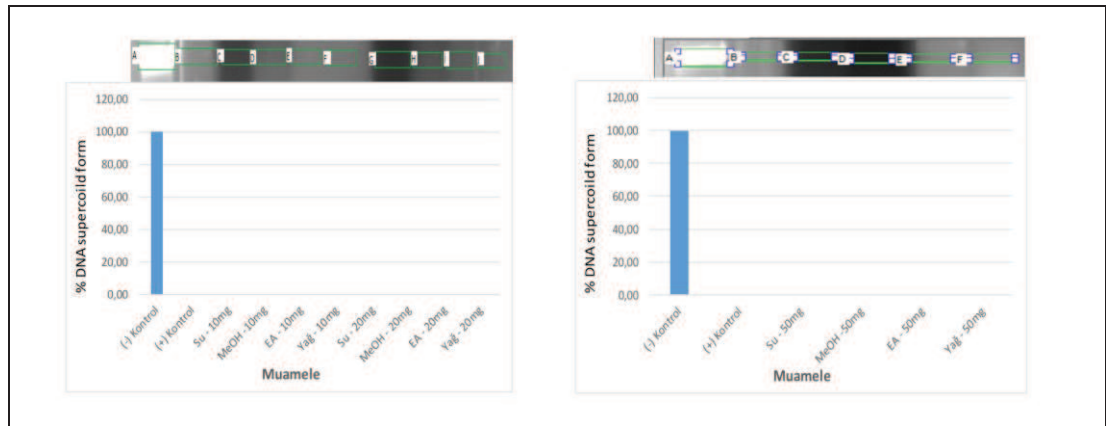 A B C D E F G H I
120,00
100,00
80,00
60,00
40,00
20,00
0,00
% DNA supercoild form
(-) Kontrol
(+) Kontrol
Su - 10mg
MeOH -10mg
EA - 10mg
Yağ - 10mg
Su - 20mg
MeOH - 20mg
EA - 20mg
Yağ - 20mg
Muamele
A B C D E F
120,00
100,00
80,00
60,00
40,00
20,00
0,00
% DNA supercoild form
(-) Kontrol
(+) Kontrol
Su - 50mg
MeOH -50mg
EA - 50mg
Yağ - 50mg
Muamele